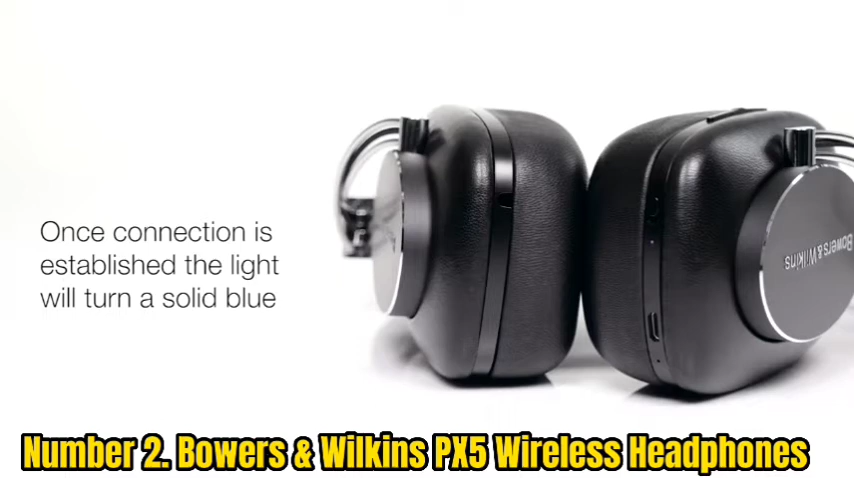 Once connection is
established the light
will turn a solid blue
Bowers & Wilkins
Number 2. Bowers & Wilkins PX5 Wireless Headphones